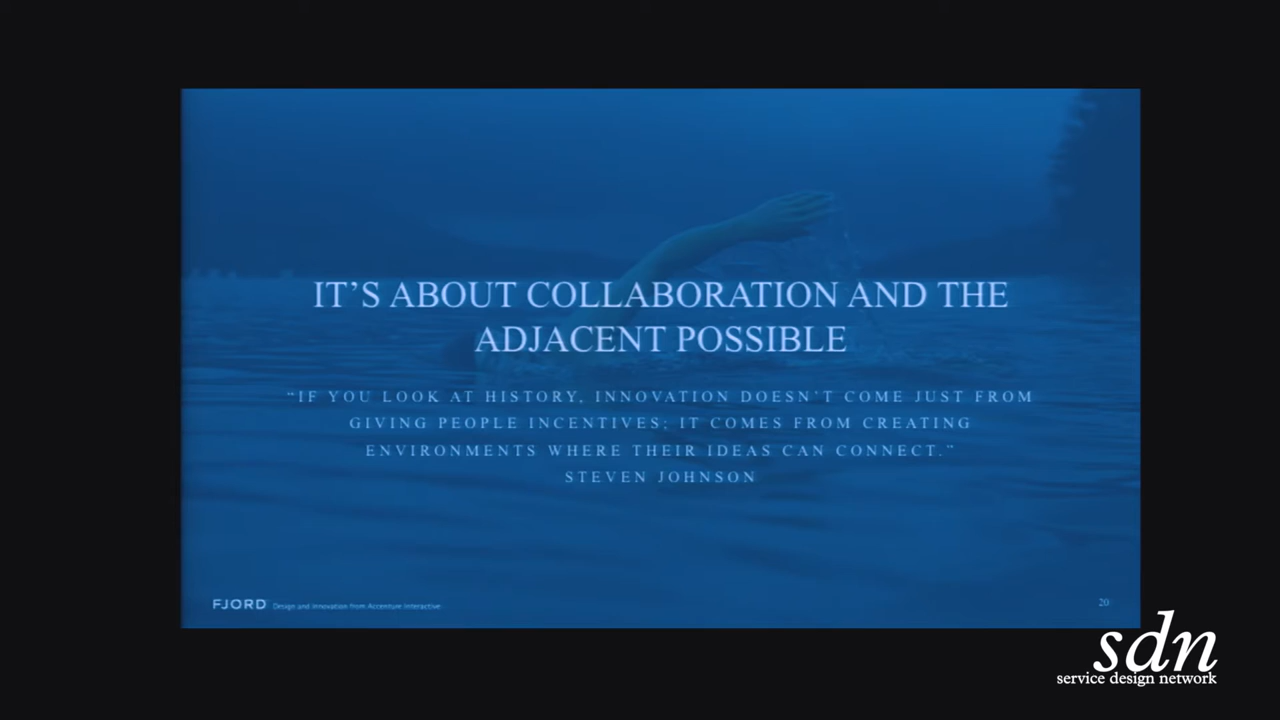 IT’S ABOUT COLLABORATION AND THE
ADJACENT POSSIBLE
“IF YOU LOOK AT HISTORY, INNOVATION DOESN’T COME JUST FROM
GIVING PEOPLE INCENTIVES; IT COMES FROM CREATING
ENVIRONMENTS WHERE THEIR IDEAS CAN CONNECT.”
STEVEN JOHNSON
FJORD Design and Innovation from Accenture Interactive
20
sdn
service design network